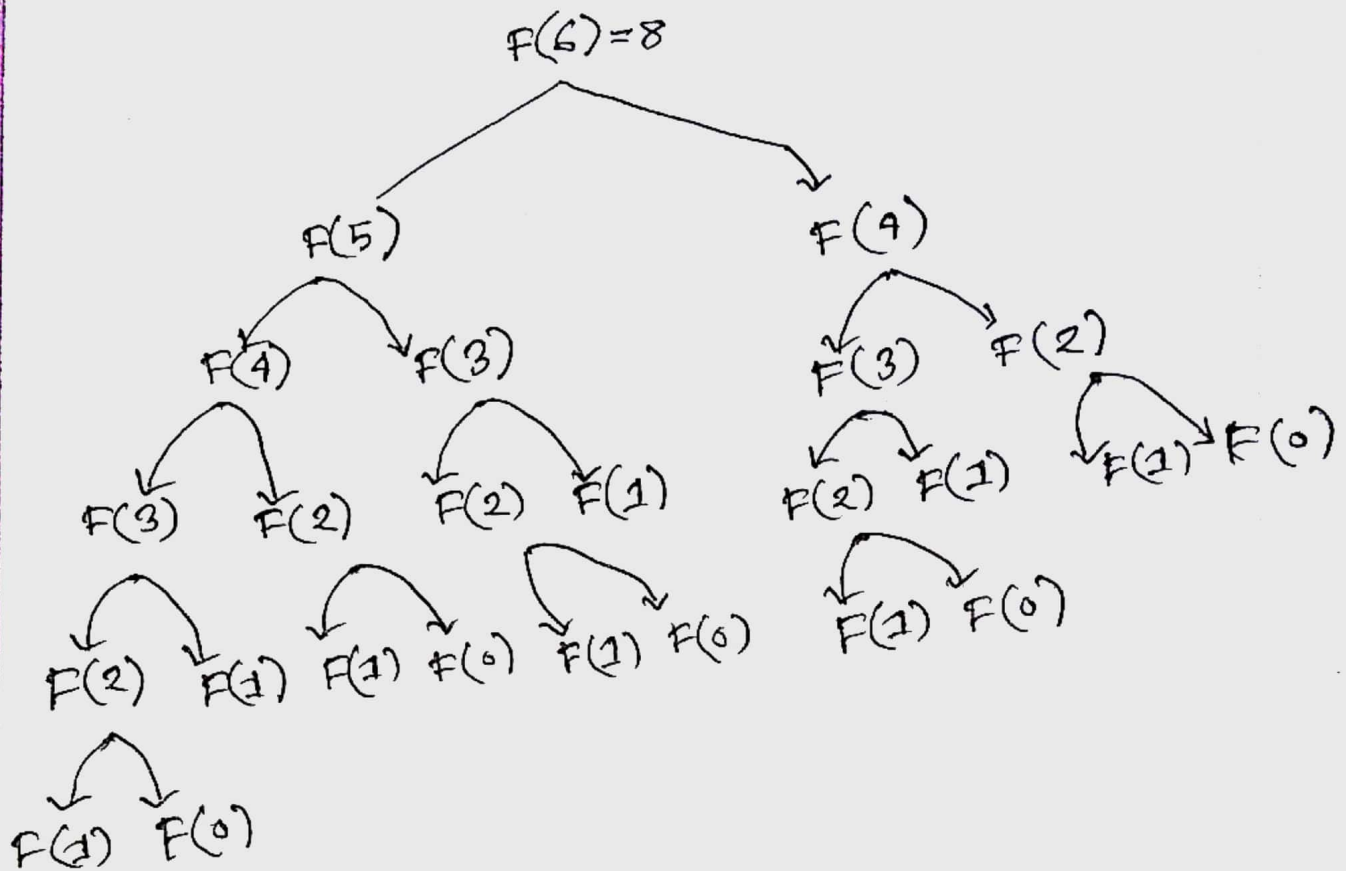 F(6)=8
F(5) F(4)
F(4) F(3) F(3) F(2)
F(3) F(2) F(2) F(1) F(2) F(1) F(1) F(0)
F(2) F(1) F(1) F(0) F(1) F(0) F(1) F(0)
F(1) F(0)